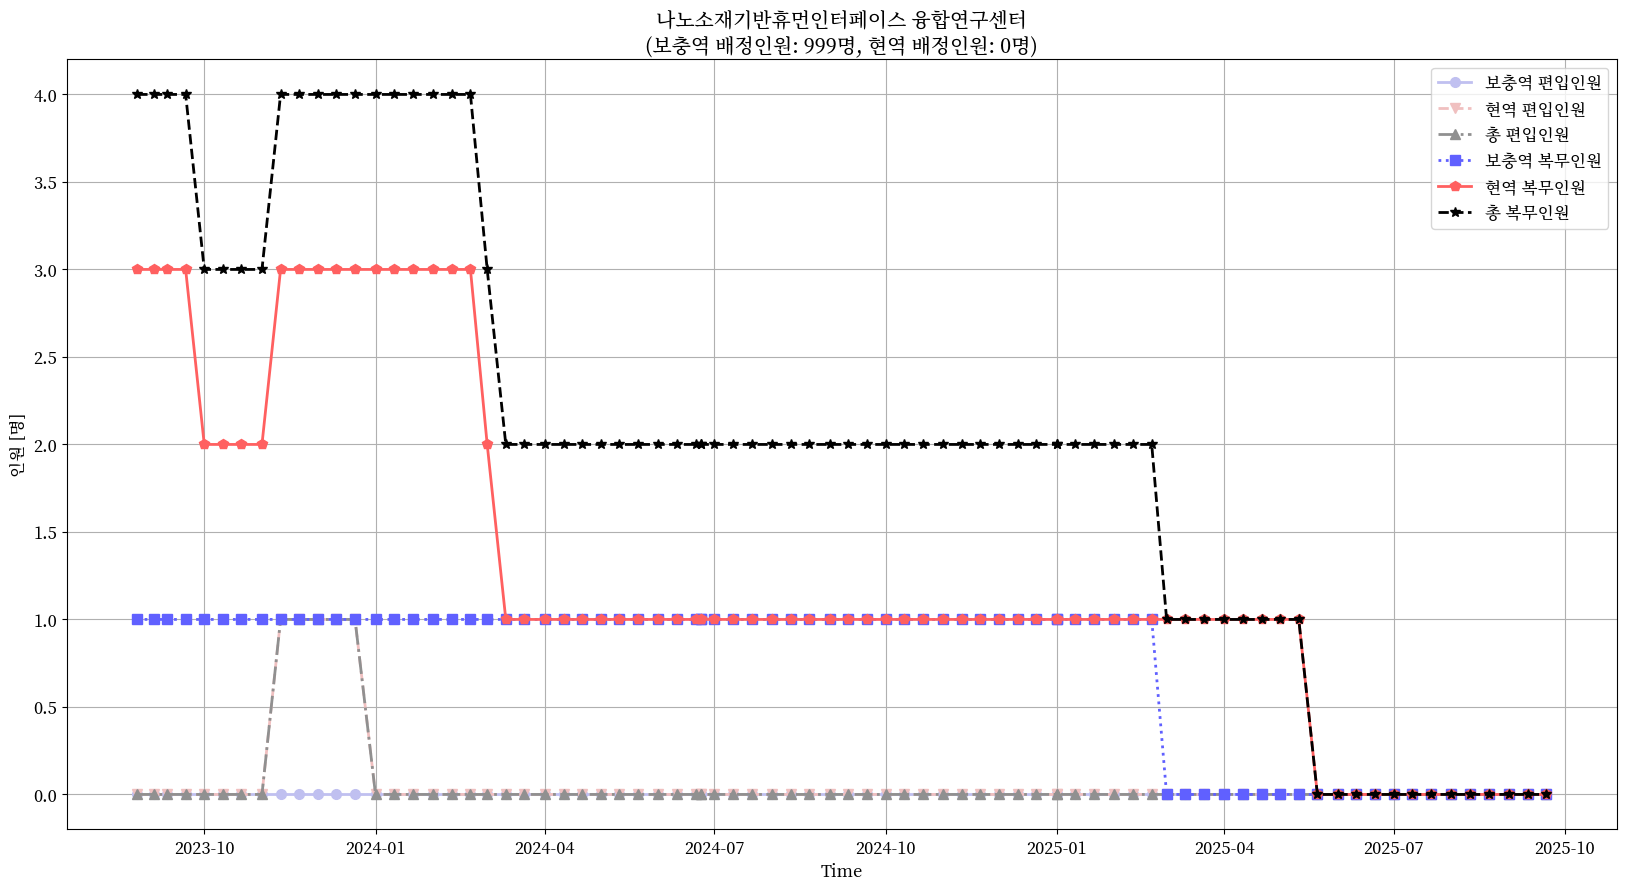 나노소재기반휴먼인터페이스 융합연구센터
(보충역 배정인원: 999명, 현역 배정인원: 0명)
보충역 편입인원
현역 편입인원
총 편입인원
보충역 복무인원
현역 복무인원
총 복무인원
4.0
3.5
3.0
2.5
2.0
1.5
1.0
0.5
0.0
인원 [명]
2023-10
2024-01
2024-04
2024-07
2024-10
2025-01
2025-04
2025-07
2025-10
Time